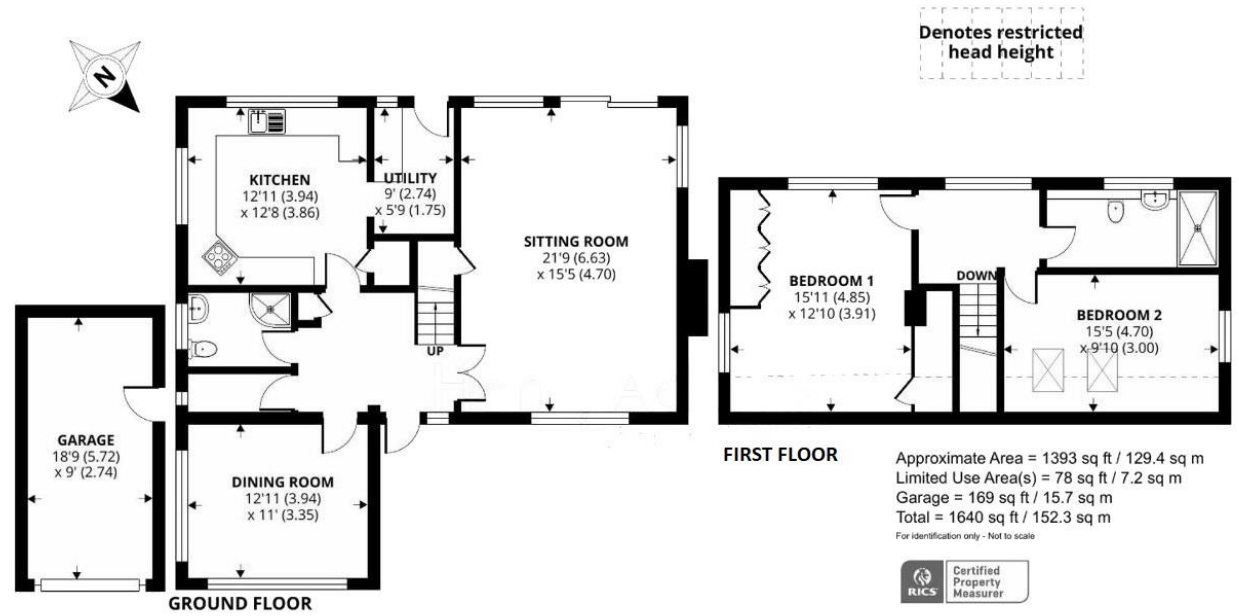 Denotes restricted
head height
N
KITCHEN
12'11 (3.94)
x 12'8 (3.86)
UTILITY
9' (2.74)
x 5'9 (1.75)
SITTING ROOM
21'9 (6.63)
x 15'5 (4.70)
UP
GARAGE
18'9 (5.72)
x 9' (2.74)
DINING ROOM
12'11 (3.94)
x 11' (3.35)
GROUND FLOOR
BEDROOM 1
15'11 (4.85)
x 12'10 (3.91)
DOWN
BEDROOM 2
15'5 (4.70)
x 9'10 (3.00)
FIRST FLOOR
Approximate Area = 1393 sq ft / 129.4 sq m
Limited Use Area(s) = 78 sq ft / 7.2 sq m
Garage = 169 sq ft / 15.7 sq m
Total = 1640 sq ft / 152.3 sq m
For identification only - Not to scale
RICS
Certified
Property
Measurer